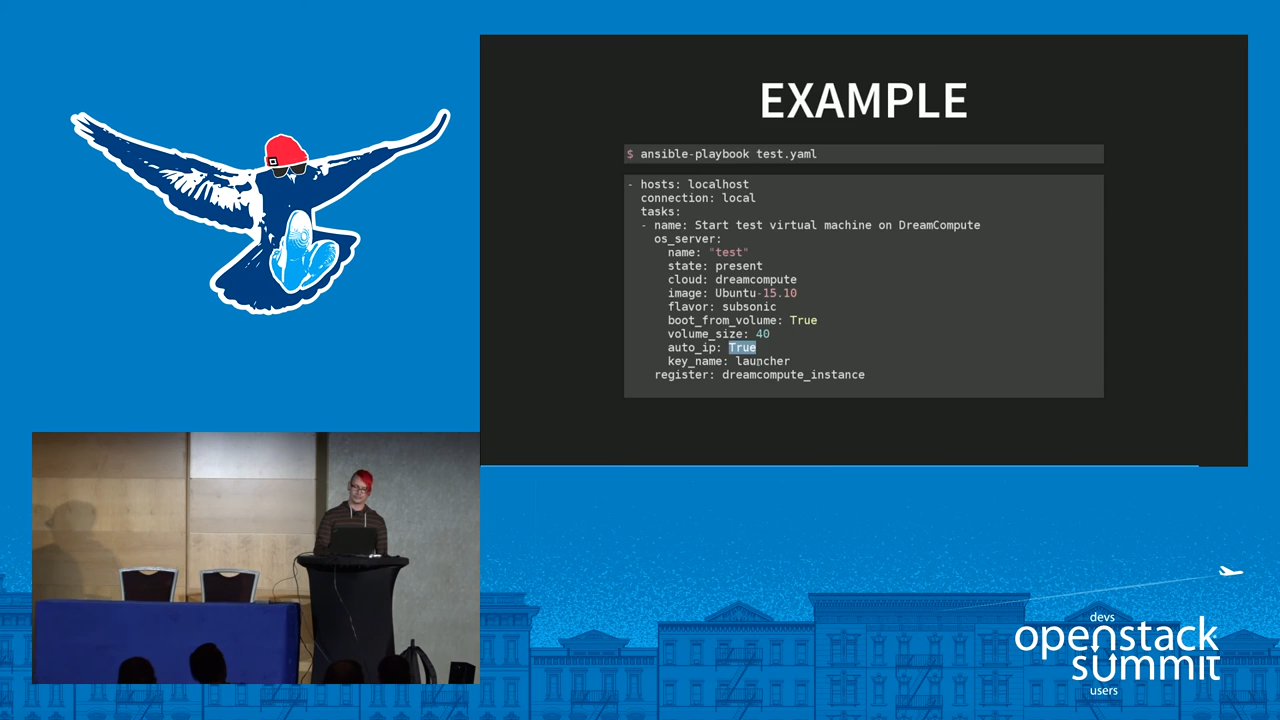 EXAMPLE
$ ansible-playbook test.yaml
- hosts: localhost
  connection: local
  tasks:
  - name: Start test virtual machine on DreamCompute
    os_server:
      name: "test"
      state: present
      cloud: dreamcompute
      image: Ubuntu-15.10
      flavor: subsonic
      boot_from_volume: True
      volume_size: 40
      auto_ip: True
      key_name: launcher
    register: dreamcompute_instance
devs
openstack
summit
users